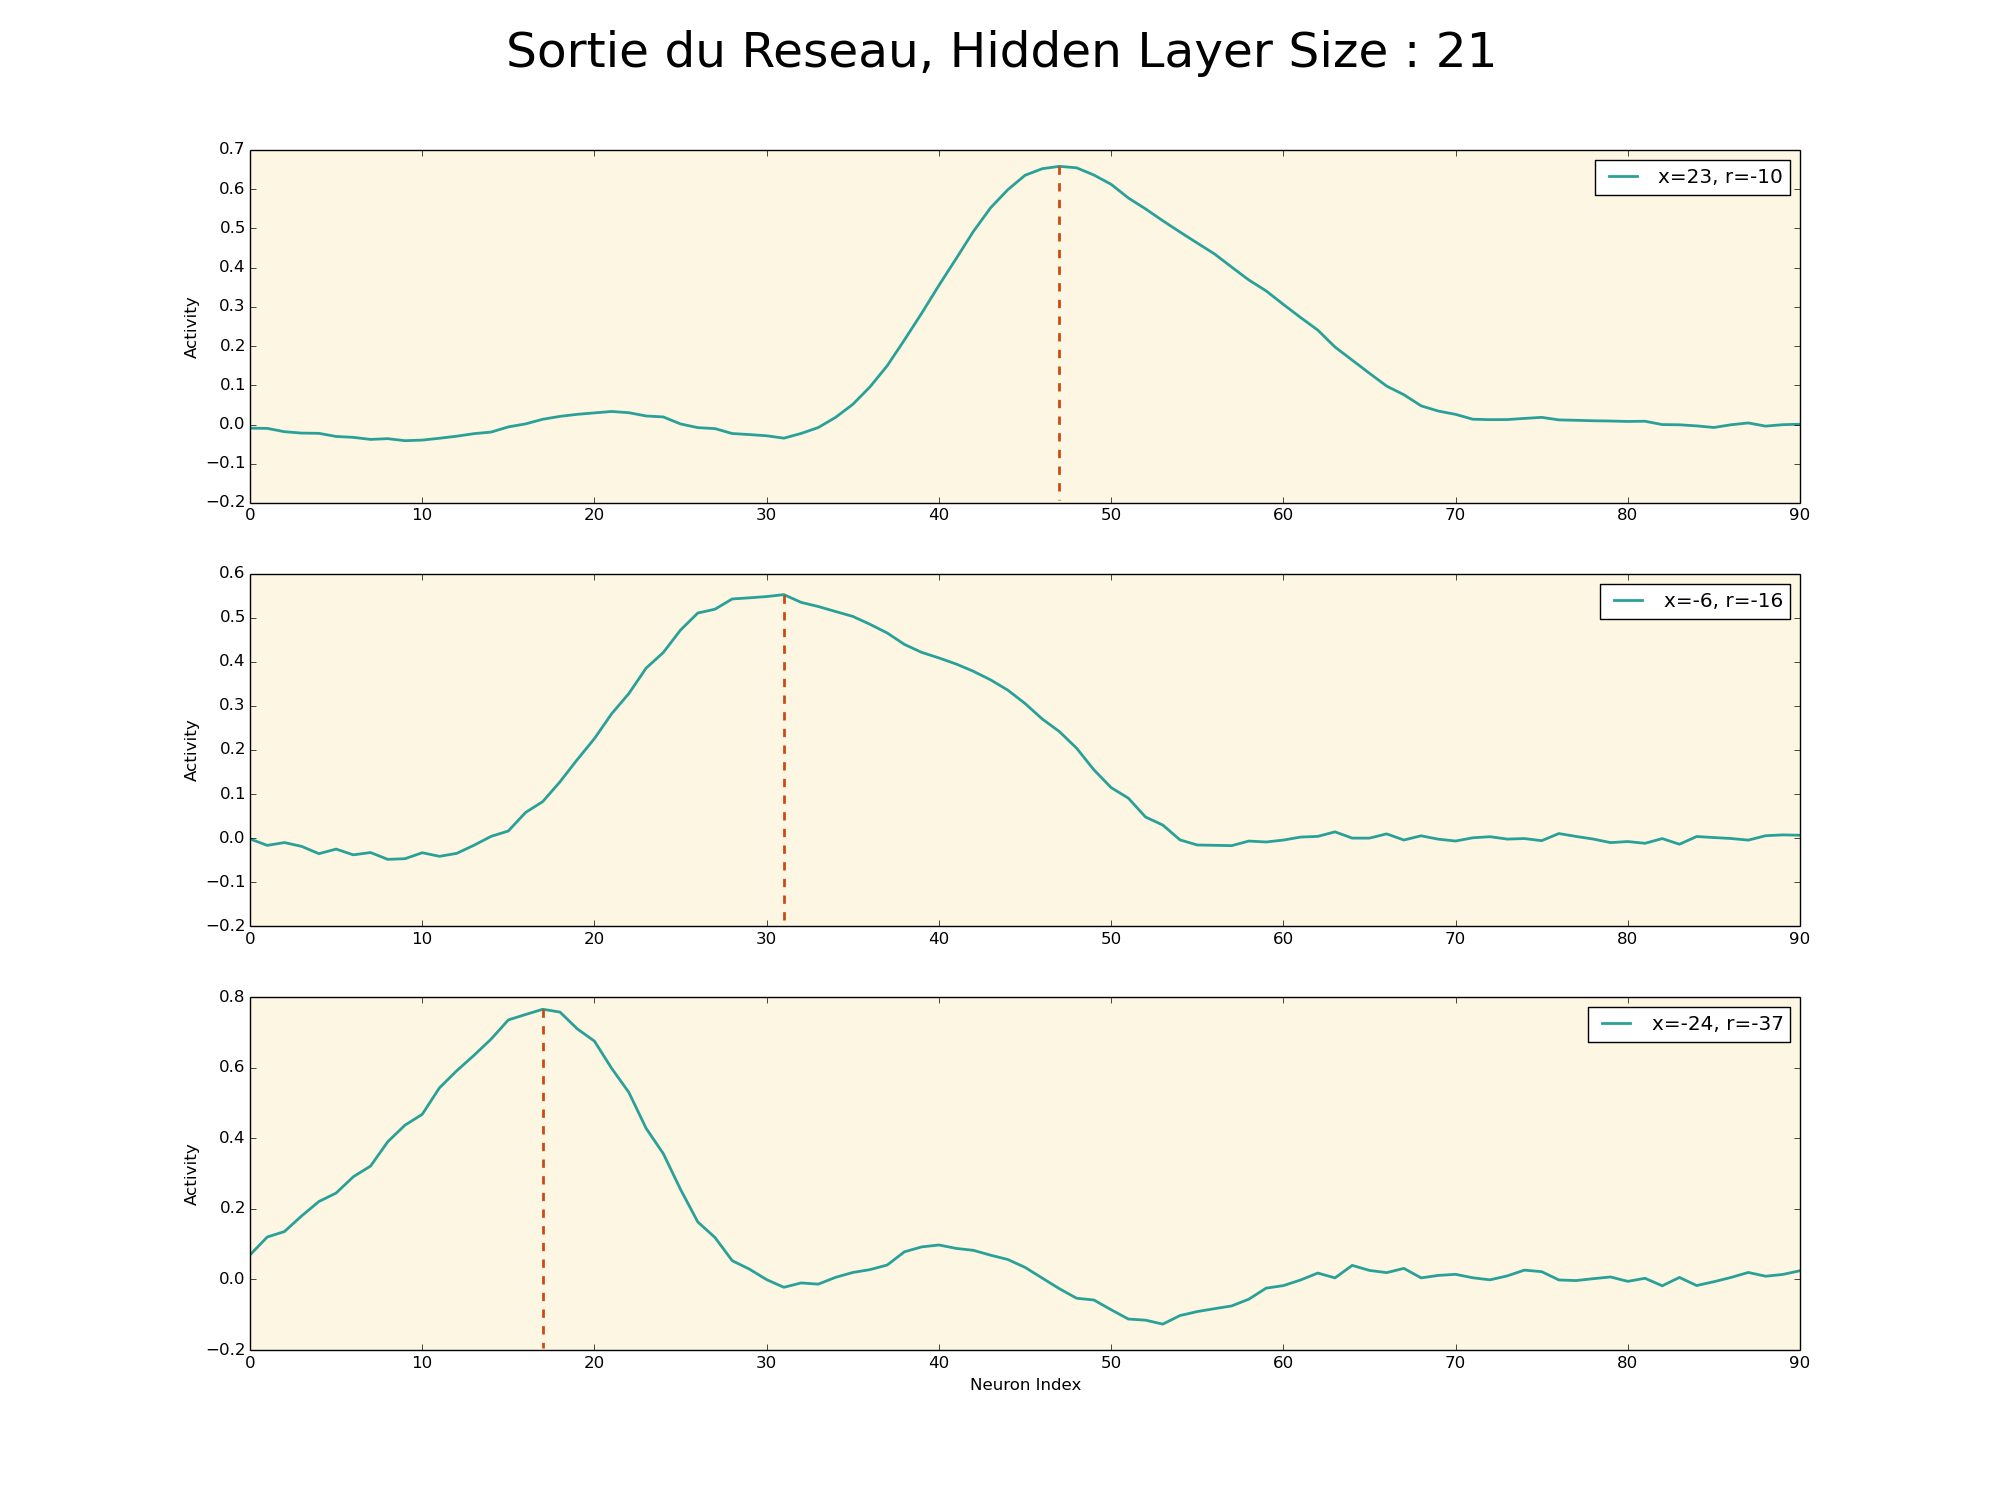 Sortie du Reseau, Hidden Layer Size : 21
0.7
0.6
0.5
0.4
0.3
0.2
0.1
0.0
−0.1
−0.2
Activity
x=23, r=-10
0 10 20 30 40 50 60 70 80 90
0.6
0.5
0.4
0.3
0.2
0.1
0.0
−0.1
−0.2
Activity
x=-6, r=-16
0 10 20 30 40 50 60 70 80 90
0.8
0.6
0.4
0.2
0.0
−0.2
Activity
x=-24, r=-37
0 10 20 30 40 50 60 70 80 90
Neuron Index